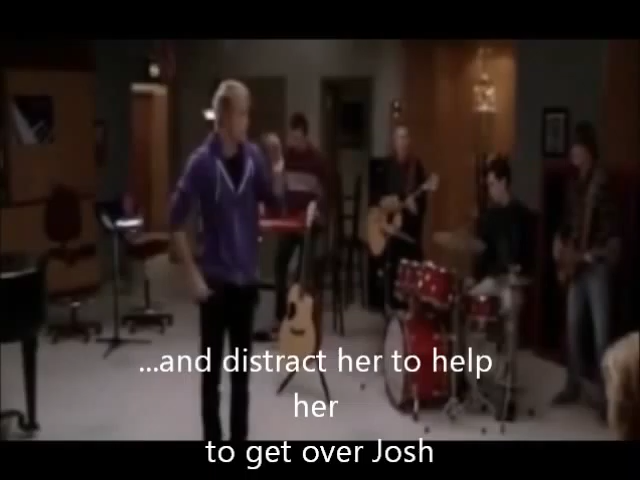 ...and distract her to help
her
to get over Josh